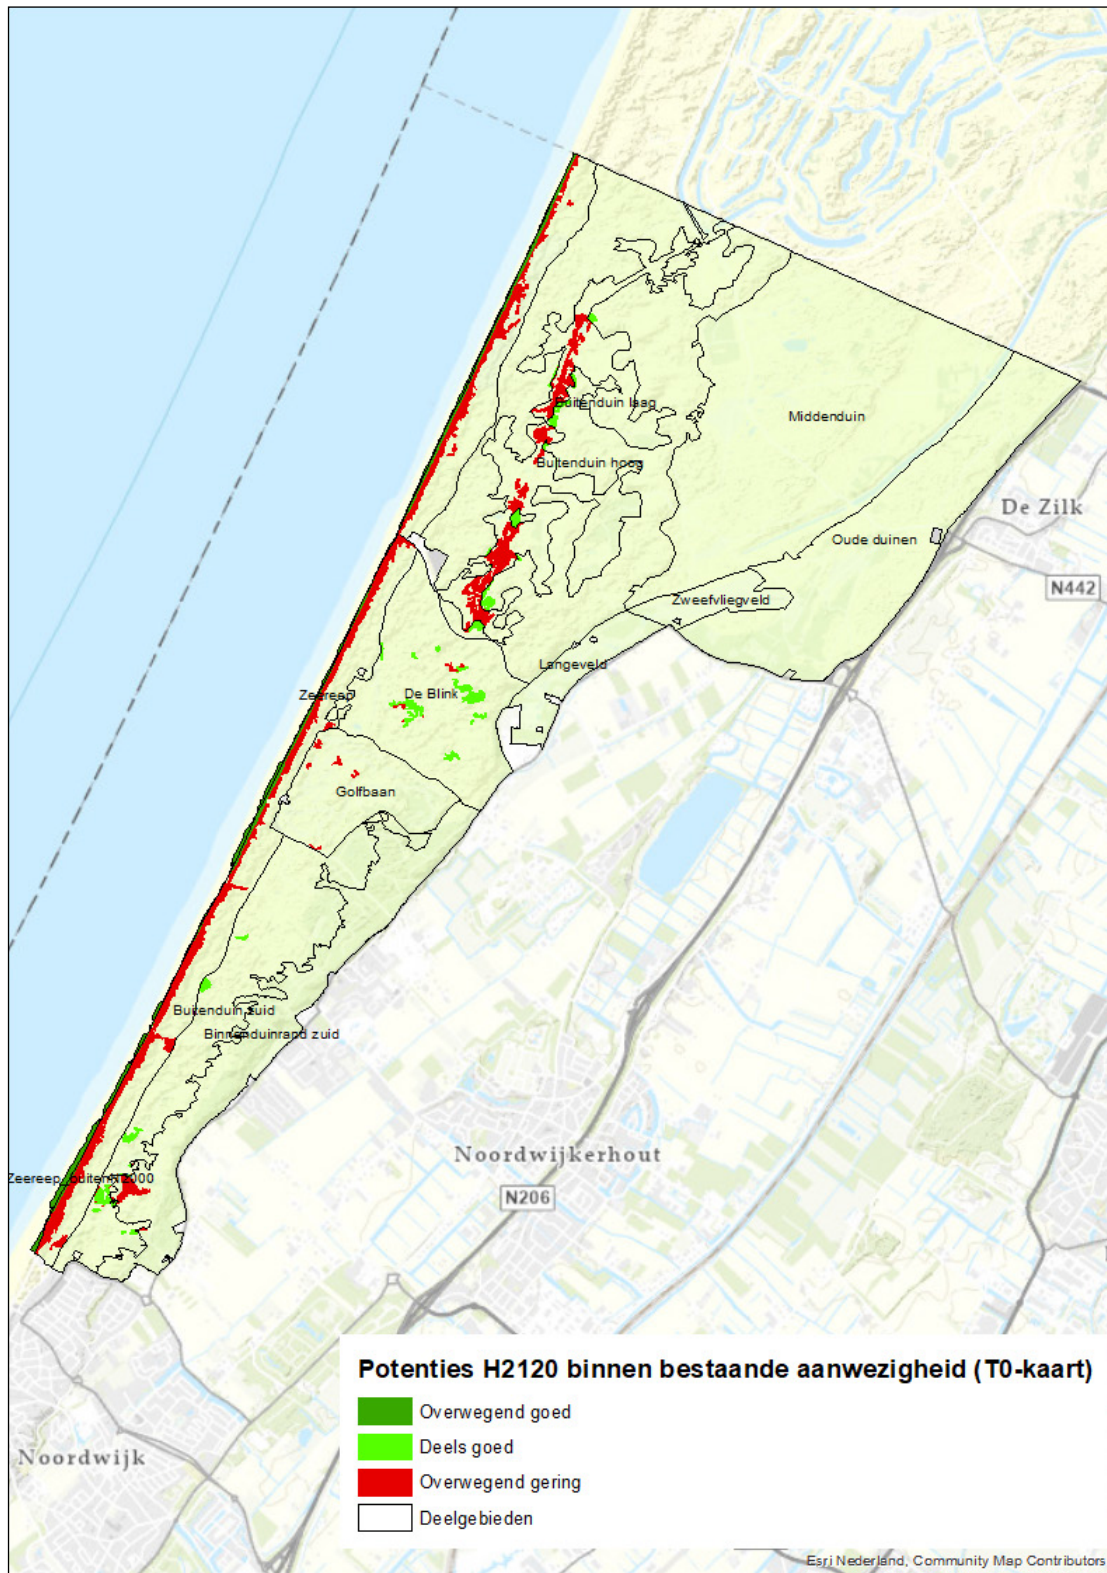 Buitenduin laag
Middenduin
Buitenduin hoog
De Zilk
Oude duinen
N442
Zweefvliegveld
Langeveld
Zeereep
De Blink
Golfbaan
Buitenduin zuid
Binnenduinrand zuid
Noordwijkerhout
Zeereep_buitenN2000
N206
Potenties H2120 binnen bestaande aanwezigheid (T0-kaart)
Overwegend goed
Deels goed
Overwegend gering
Deelgebieden
Noordwijk
Esri Nederland, Community Map Contributors